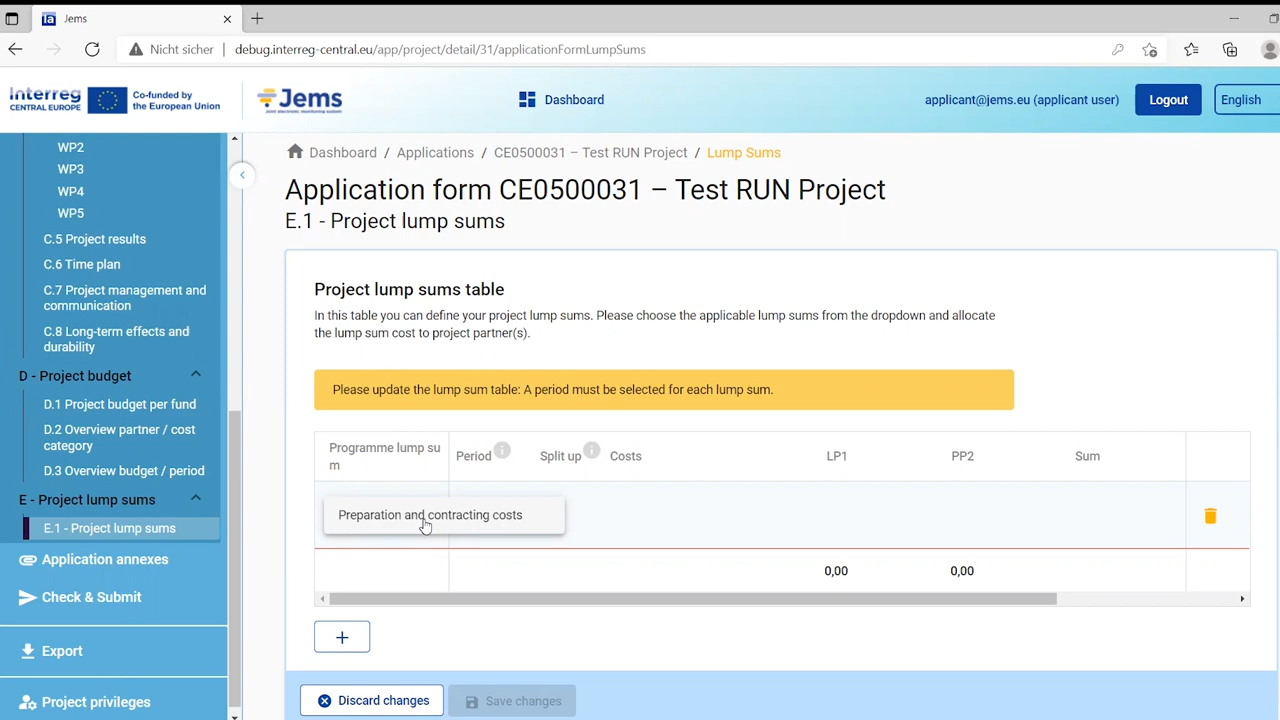 Jems
Nicht sicher
debug.interreg-central.eu/app/project/detail/31/applicationFormLumpSums
Interreg
CENTRAL EUROPE
Co-funded by
the European Union
Jems
Joint electronic monitoring system
Dashboard
applicant@jems.eu (applicant user)
Logout
English
WP2
WP3
WP4
WP5
C.5 Project results
C.6 Time plan
C.7 Project management and
communication
C.8 Long-term effects and
durability
D - Project budget
D.1 Project budget per fund
D.2 Overview partner / cost
category
D.3 Overview budget / period
E - Project lump sums
E.1 - Project lump sums
Application annexes
Check & Submit
Export
Project privileges
Dashboard / Applications / CE0500031 – Test RUN Project / Lump Sums
Application form CE0500031 – Test RUN Project
E.1 - Project lump sums
Project lump sums table
In this table you can define your project lump sums. Please choose the applicable lump sums from the dropdown and allocate
the lump sum cost to project partner(s).
Please update the lump sum table: A period must be selected for each lump sum.
Programme lump su
m
Period
Split up
Costs
LP1
PP2
Sum
Preparation and contracting costs
0,00
0,00
+
Discard changes
Save changes